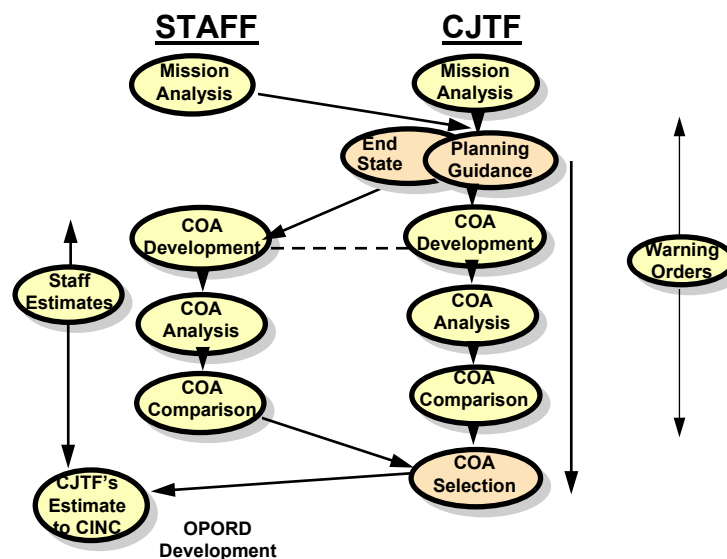 STAFF
CJTF
Mission
Analysis
Mission
Analysis
End
State
Planning
Guidance
COA
Development
COA
Development
Warning
Orders
Staff
Estimates
COA
Analysis
COA
Analysis
COA
Comparison
COA
Comparison
COA
Selection
CJTF's
Estimate
to CINC
OPORD
Development